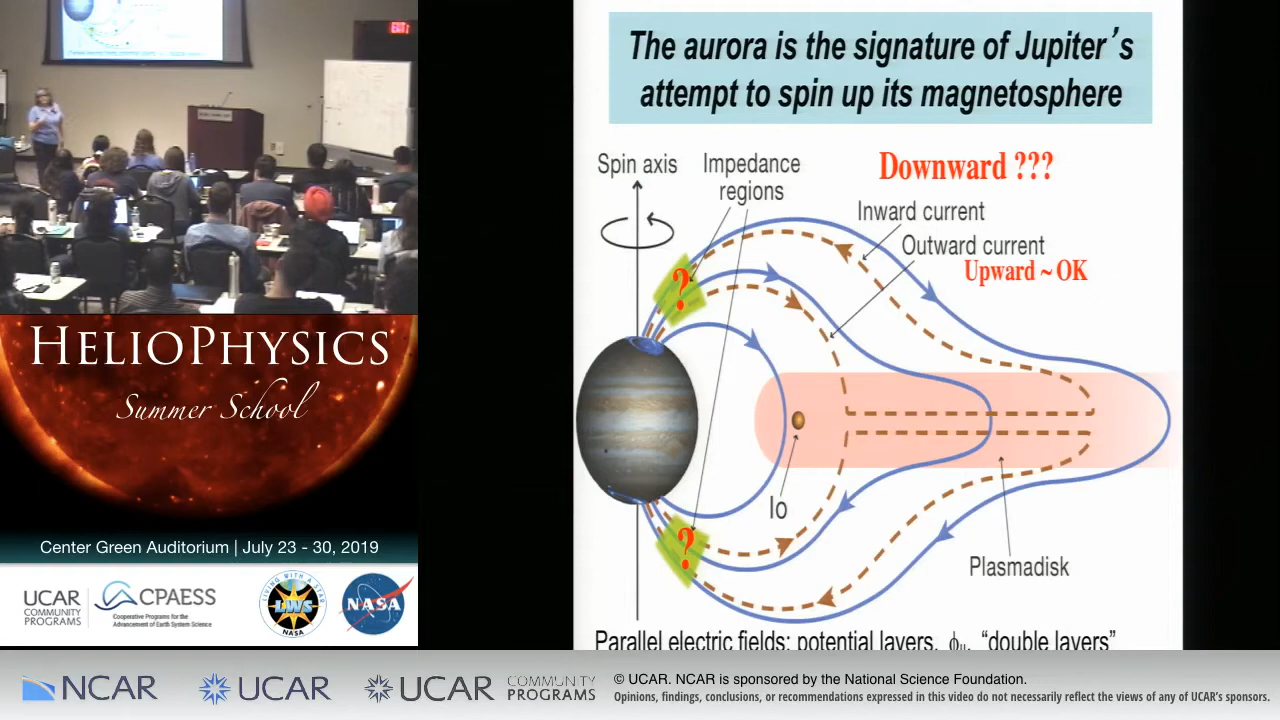 EXIT
HELIOPHYSICS
Summer School
Center Green Auditorium | July 23 - 30, 2019
UCAR
COMMUNITY
PROGRAMS
CPAESS
Cooperative Programs for the
Advancement of Earth System Science
LIVING WITH A STAR
LWS
NASA
NASA
The aurora is the signature of Jupiter's
attempt to spin up its magnetosphere
Spin axis
Impedance
regions
Downward ???
Inward current
Outward current
Upward ~ OK
?
Io
?
Plasmadisk
Parallel electric fields: potential layers, ϕ||, “double layers”
NCAR
UCAR
UCAR
COMMUNITY
PROGRAMS
© UCAR. NCAR is sponsored by the National Science Foundation.
Opinions, findings, conclusions, or recommendations expressed in this video do not necessarily reflect the views of any of UCAR's sponsors.